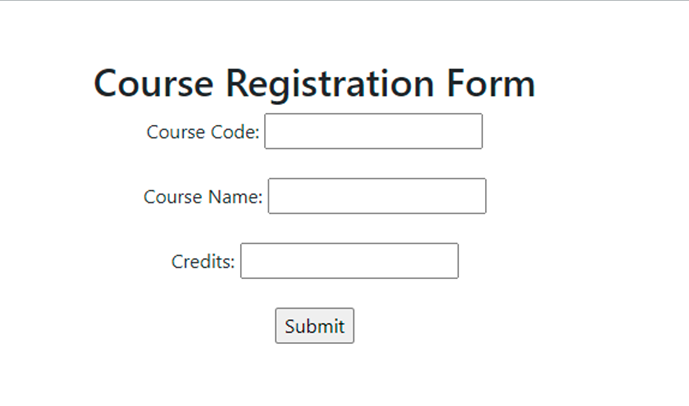 Course Registration Form
Course Code:
Course Name:
Credits:
Submit